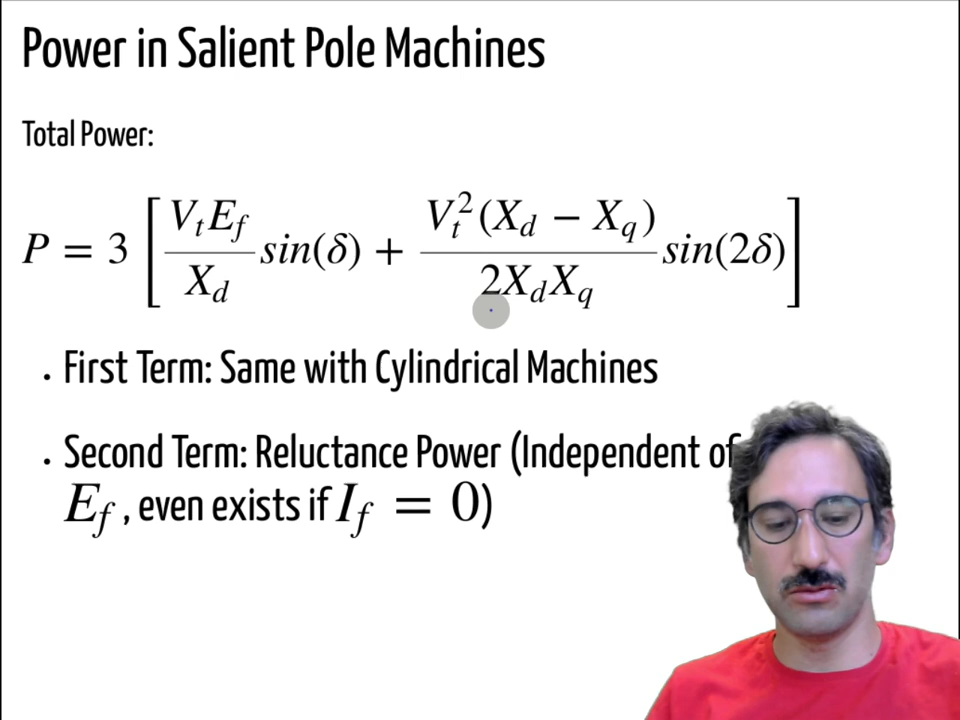 Power in Salient Pole Machines
Total Power:
P = 3 [ \frac{V_t E_f}{X_d} sin(δ) + \frac{V_t^2 (X_d − X_q)}{2X_d X_q} sin(2δ) ]
• First Term: Same with Cylindrical Machines
• Second Term: Reluctance Power (Independent of
E_f , even exists if I_f = 0)